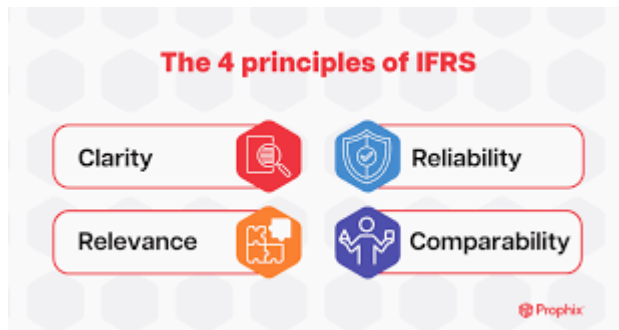 The 4 principles of IFRS
Clarity
Reliability
Relevance
Comparability
Prophix